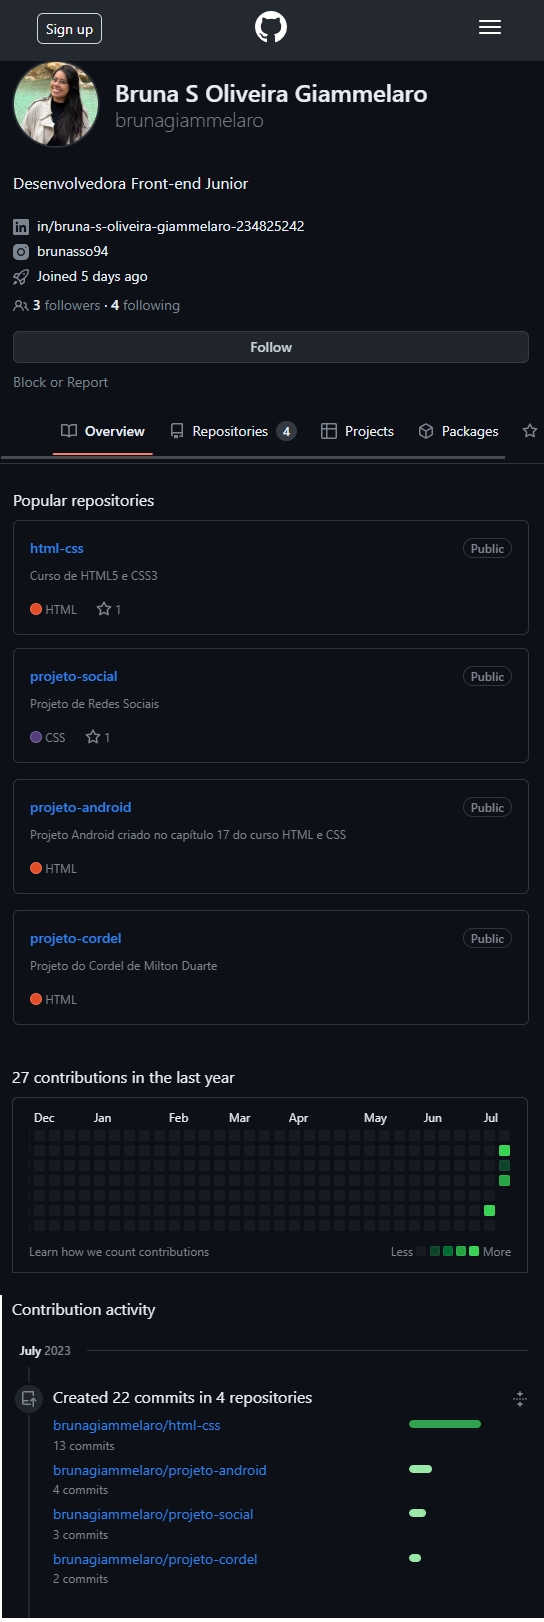 Sign up
Bruna S Oliveira Giammelaro
brunagiammelaro
Desenvolvedora Front-end Junior
in/bruna-s-oliveira-giammelaro-234825242
brunasso94
Joined 5 days ago
3 followers · 4 following
Follow
Block or Report
Overview Repositories 4 Projects Packages
Popular repositories
html-css Public
Curso de HTML5 e CSS3
HTML 1
projeto-social Public
Projeto de Redes Sociais
CSS 1
projeto-android Public
Projeto Android criado no capítulo 17 do curso HTML e CSS
HTML
projeto-cordel Public
Projeto do Cordel de Milton Duarte
HTML
27 contributions in the last year
Dec Jan Feb Mar Apr May Jun Jul
Learn how we count contributions Less More
Contribution activity
July 2023
Created 22 commits in 4 repositories
brunagiammelaro/html-css
13 commits
brunagiammelaro/projeto-android
4 commits
brunagiammelaro/projeto-social
3 commits
brunagiammelaro/projeto-cordel
2 commits